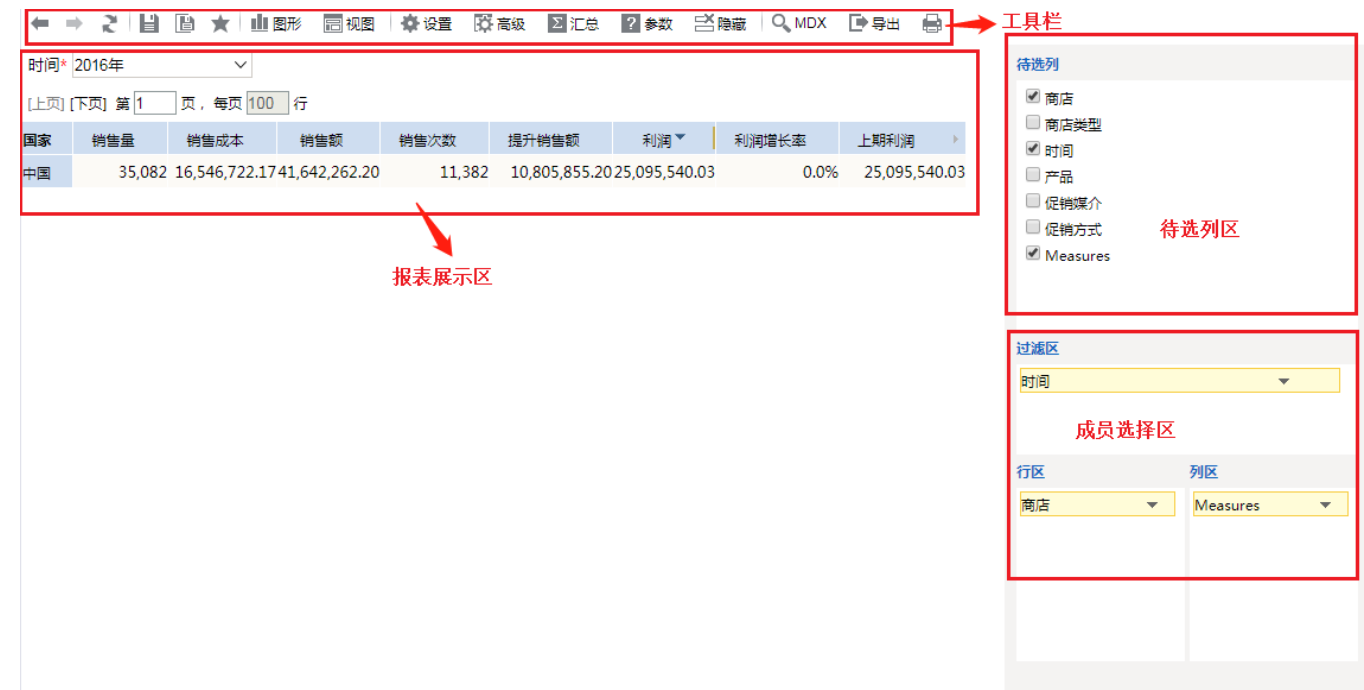 图形 视图 设置 高级 Σ汇总 ?参数 隐藏 MDX 导出 工具栏
时间* 2016年
[上页] [下页] 第 1 页，每页 100 行
国家 销售量 销售成本 销售额 销售次数 提升销售额 利润 利润增长率 上期利润
中国 35,082 16,546,722.17 41,642,262.20 11,382 10,805,855.20 25,095,540.03 0.0% 25,095,540.03
报表展示区
待选列
商店
商店类型
时间
产品
促销媒介
促销方式
待选列区
Measures
过滤区
时间
成员选择区
行区 列区
商店 Measures